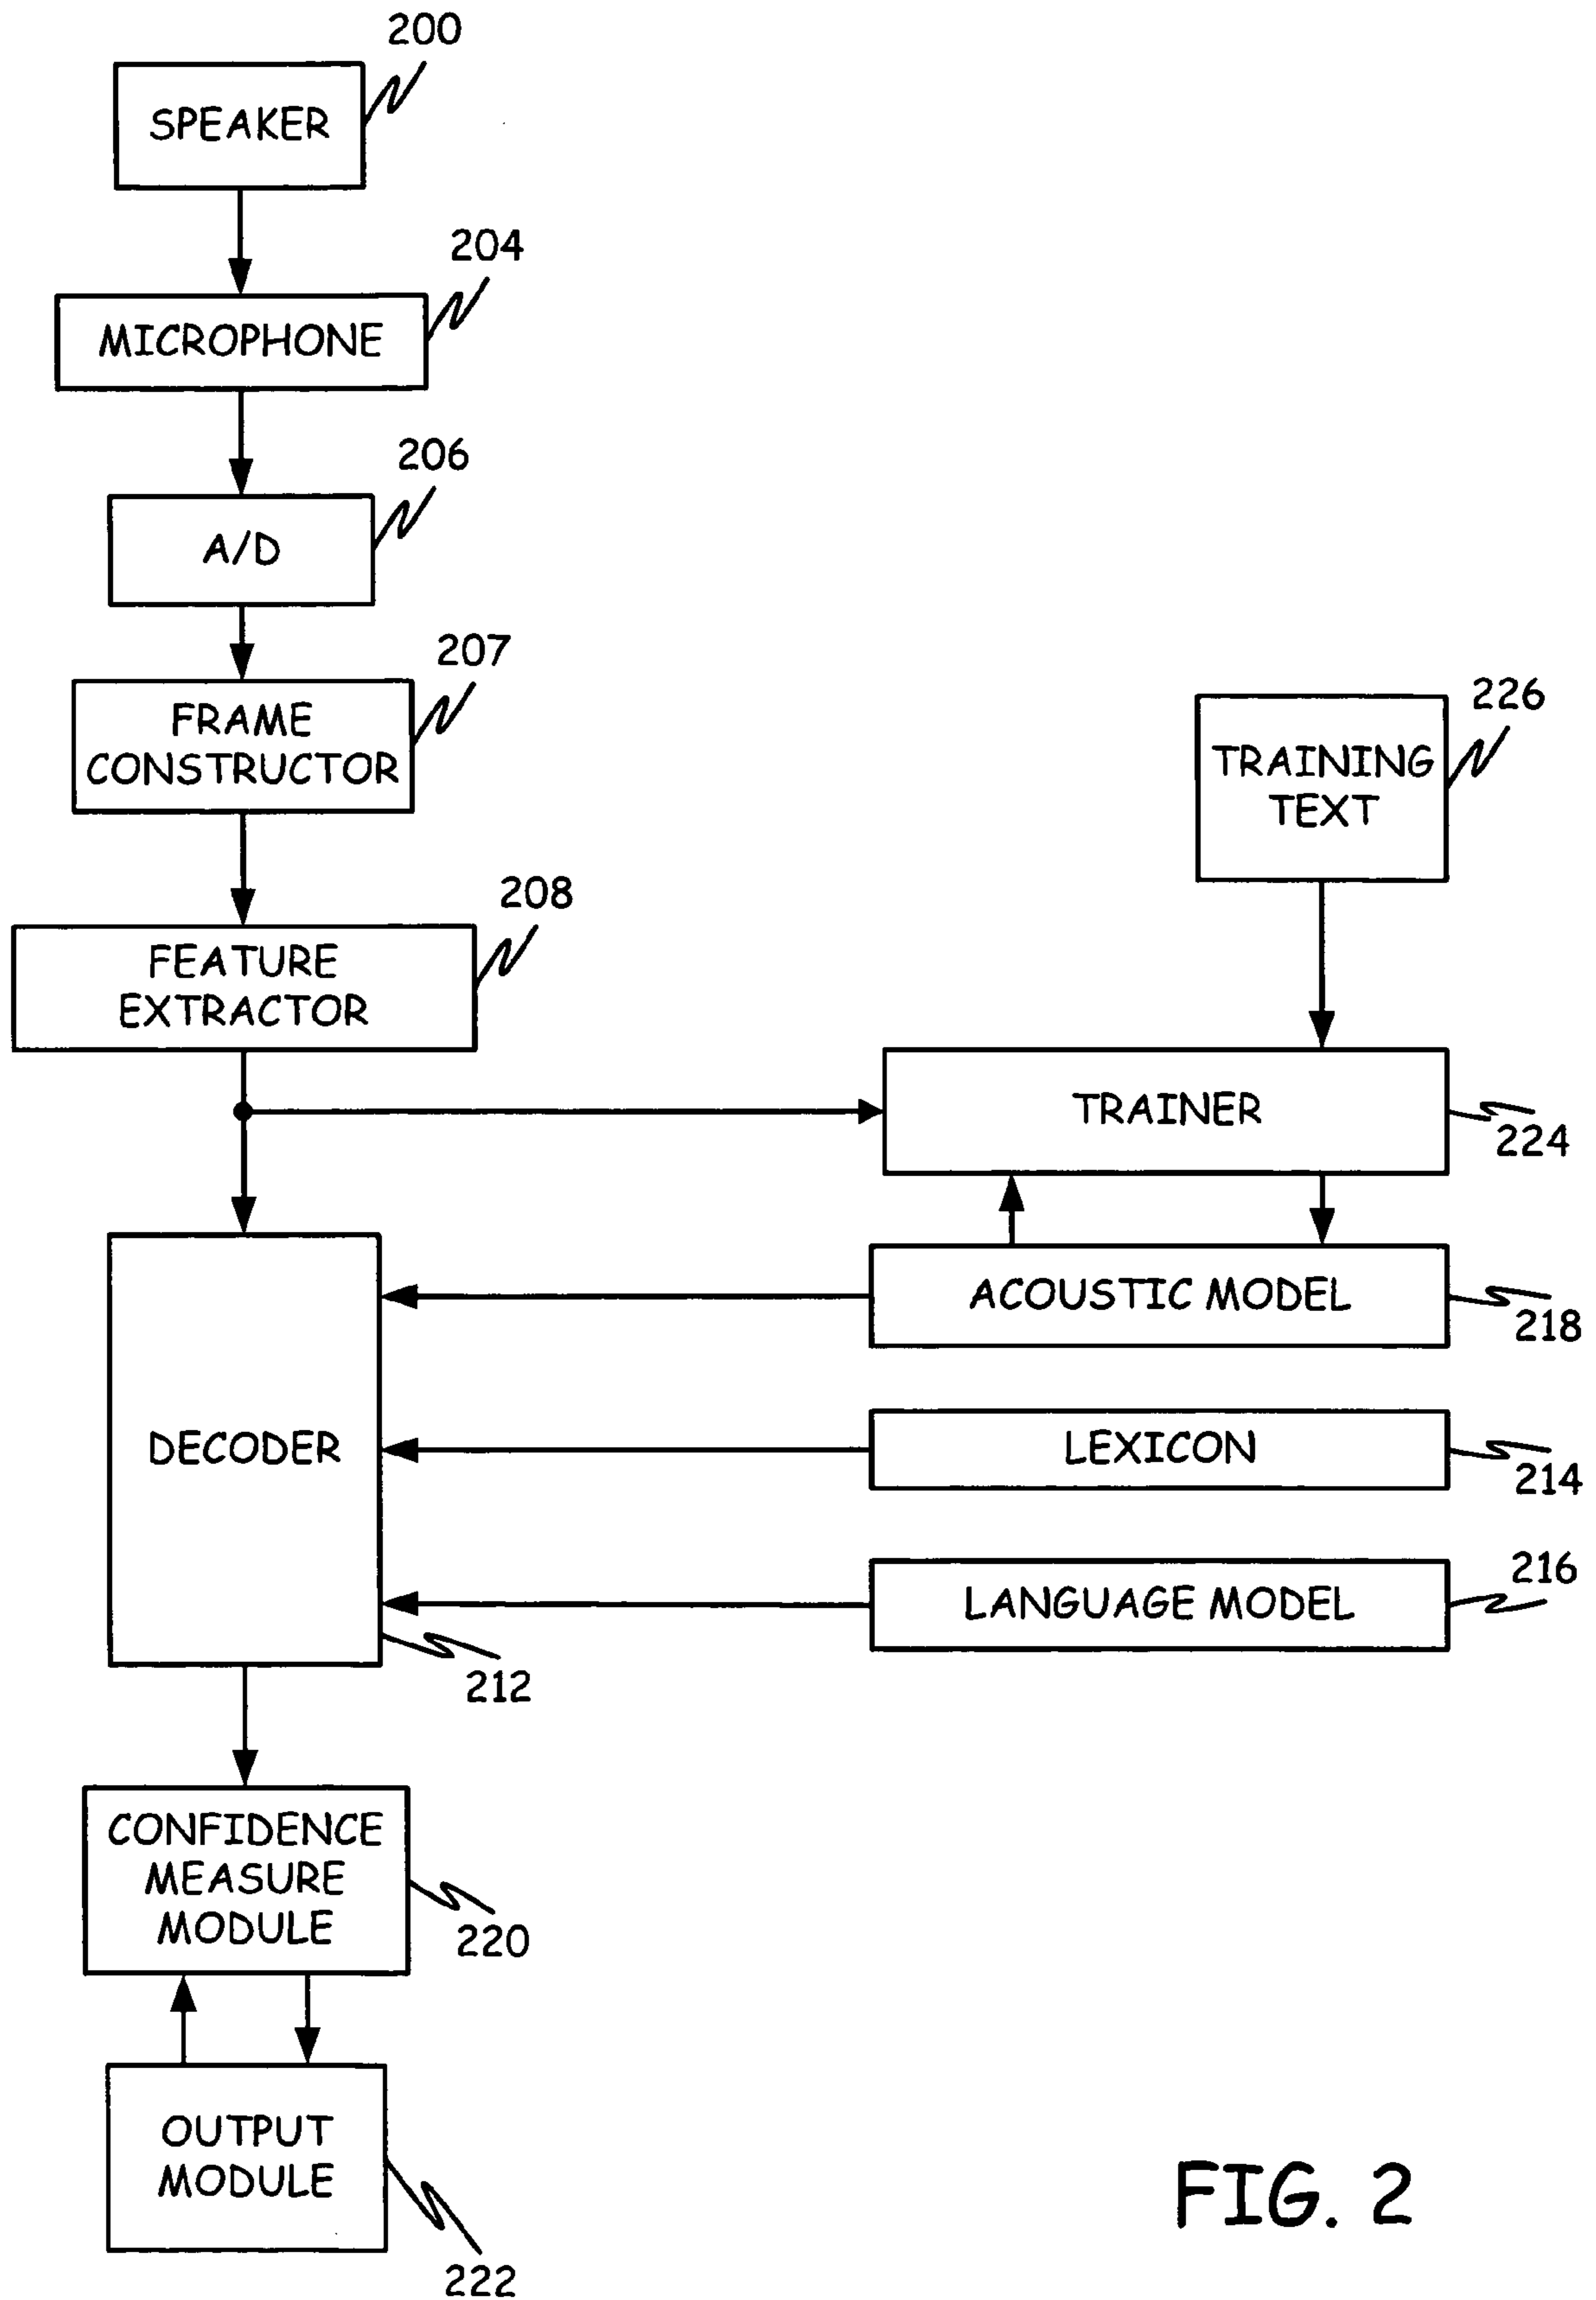 200
SPEAKER
204
MICROPHONE
206
A/D
207
FRAME
CONSTRUCTOR
226
TRAINING
TEXT
208
FEATURE
EXTRACTOR
TRAINER
224
ACOUSTIC MODEL
218
DECODER
LEXICON
214
216
LANGUAGE MODEL
212
CONFIDENCE
MEASURE
MODULE
220
OUTPUT
MODULE
222
FIG. 2